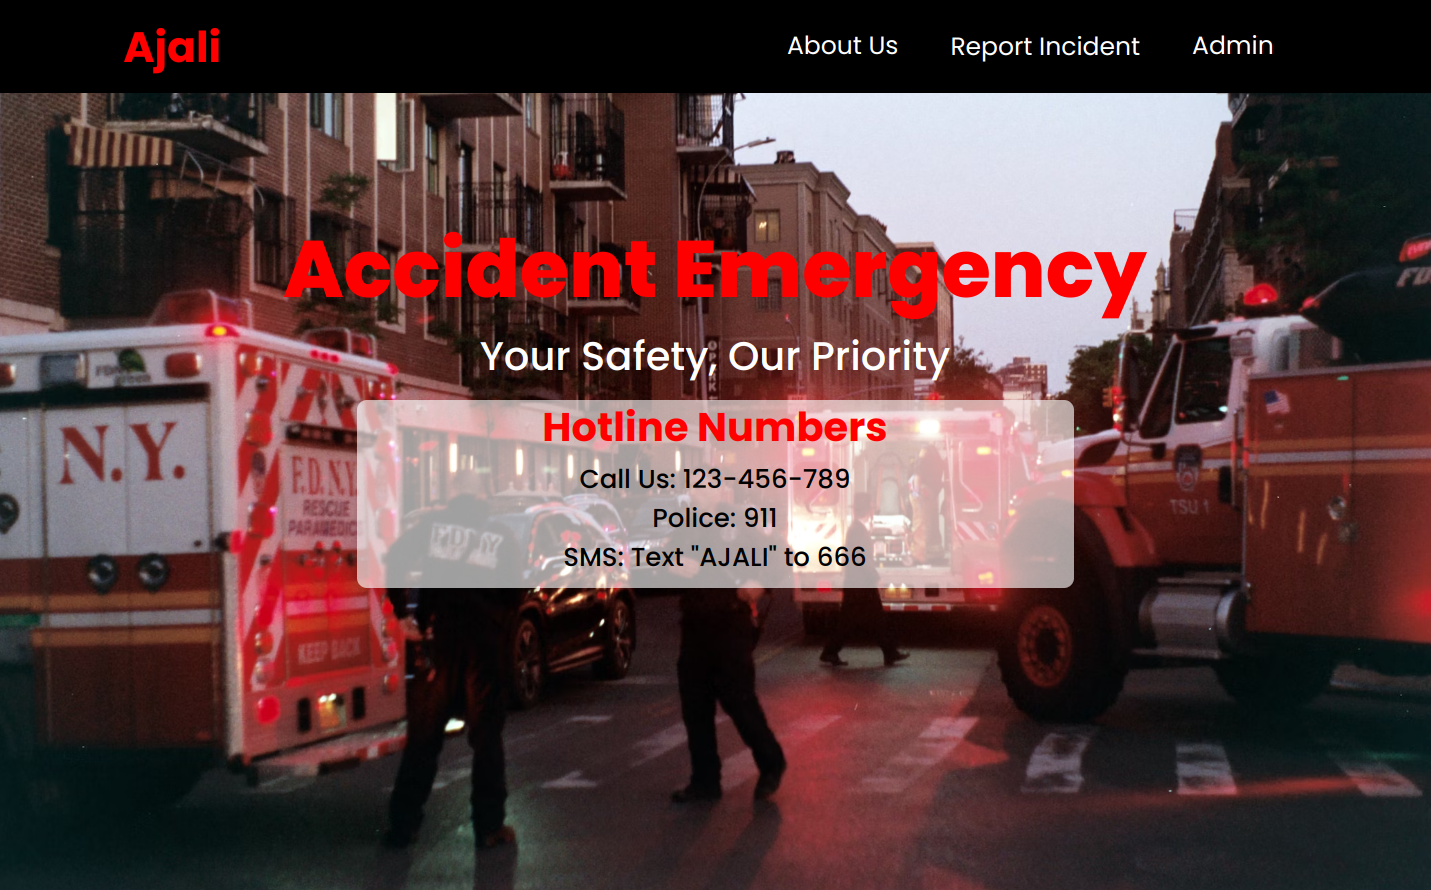 Ajali
About Us
Report Incident
Admin
Accident Emergency
Your Safety, Our Priority
Hotline Numbers
Call Us: 123-456-789
Police: 911
SMS: Text "AJALI" to 666
N.Y.
F.D.N.Y.
RESCUE
PARAMEDIC
FDNY
KEEP BACK
TSU 1